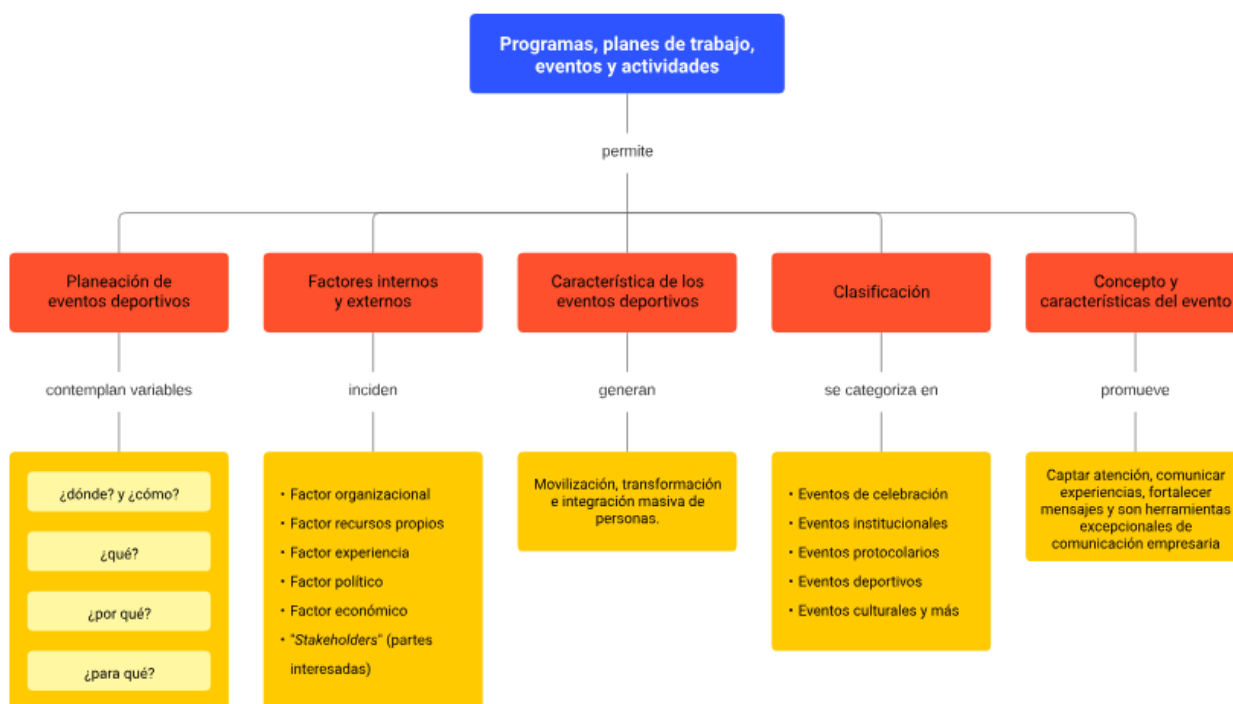 Programas, planes de trabajo,
eventos y actividades
permite
Planeación de
eventos deportivos
contemplan variables
¿dónde? y ¿cómo?
¿qué?
¿por qué?
¿para qué?
Factores internos
y externos
inciden
• Factor organizacional
• Factor recursos propios
• Factor experiencia
• Factor político
• Factor económico
• "Stakeholders" (partes
interesadas)
Característica de los
eventos deportivos
generan
Movilización, transformación
e integración masiva de
personas.
Clasificación
se categoriza en
• Eventos de celebración
• Eventos institucionales
• Eventos protocolarios
• Eventos deportivos
• Eventos culturales y más
Concepto y
características del evento
promueve
Captar atención, comunicar
experiencias, fortalecer
mensajes y son herramientas
excepcionales de
comunicación empresaria